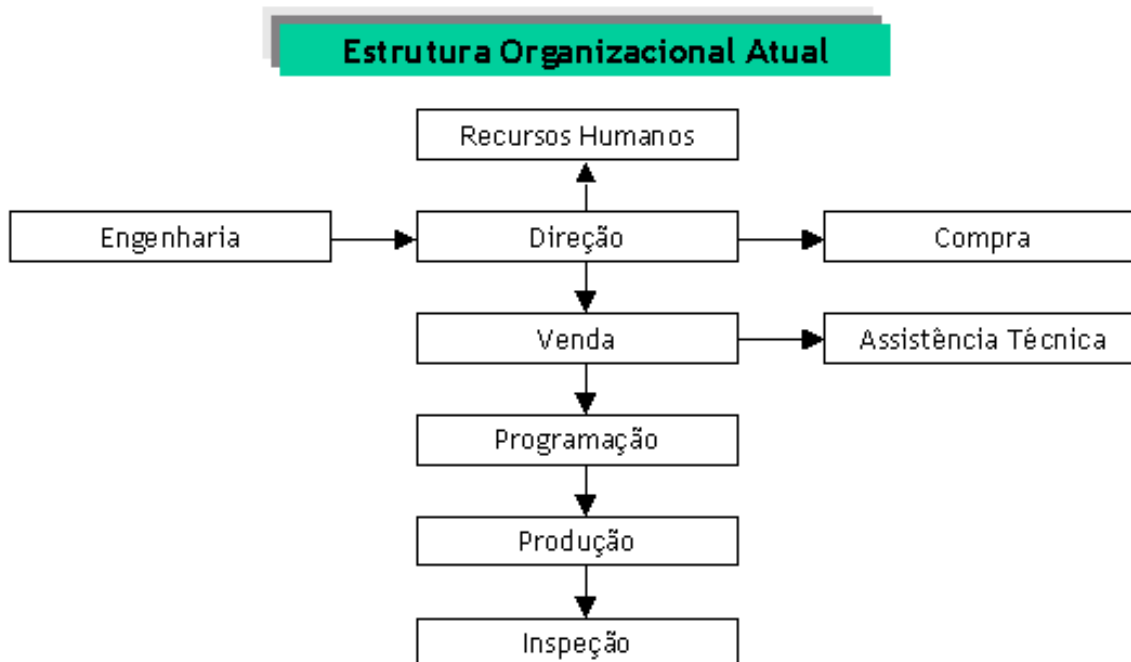 Estrutura Organizacional Atual
Recursos Humanos
Engenharia
Direção
Compra
Venda
Assistência Técnica
Programação
Produção
Inspeção